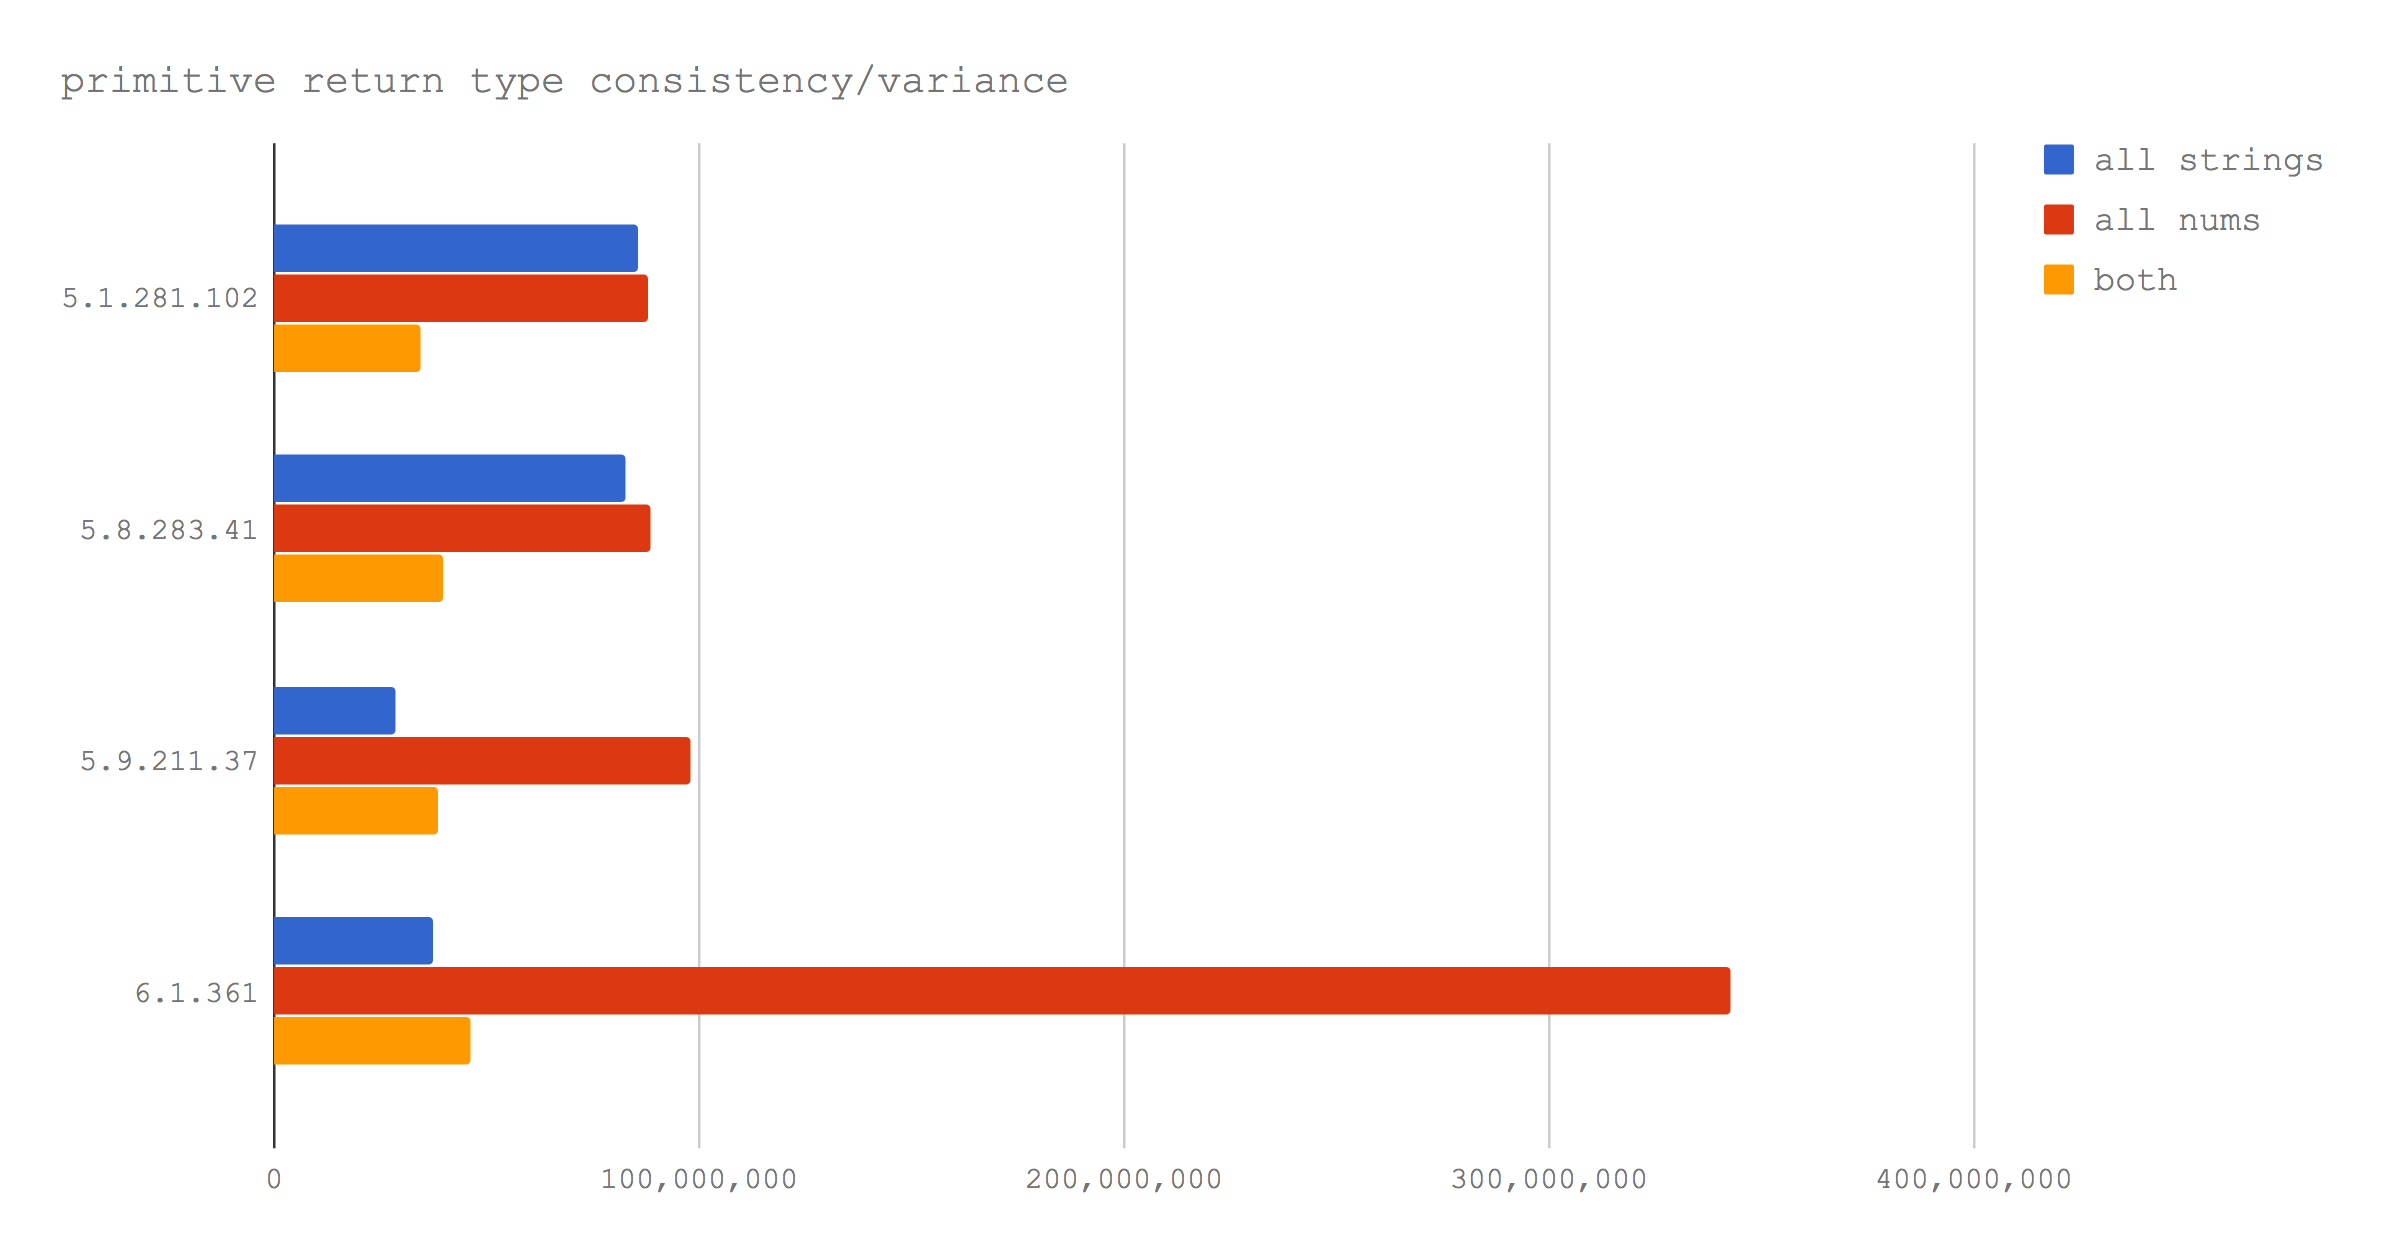 primitive return type consistency/variance
all strings
all nums
both
5.1.281.102
5.8.283.41
5.9.211.37
6.1.361
0 100,000,000 200,000,000 300,000,000 400,000,000